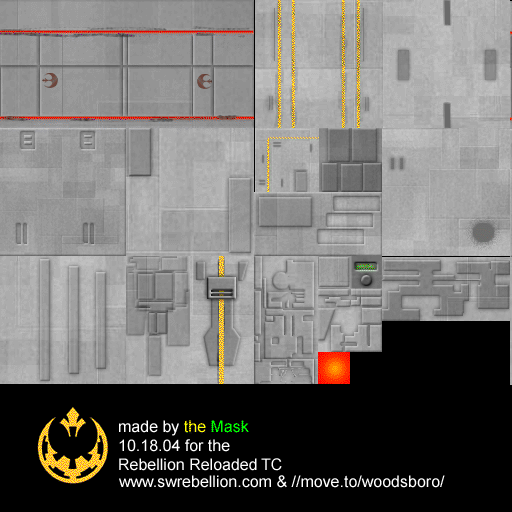 made by the Mask
10.18.04 for the
Rebellion Reloaded TC
www.swrebellion.com & //move.to/woodsboro/